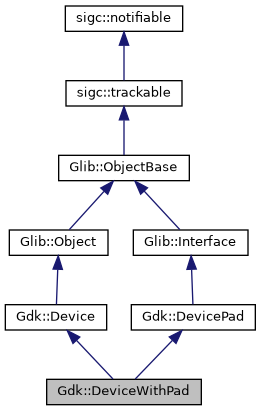 sigc::notifiable
sigc::trackable
Glib::ObjectBase
Glib::Object
Glib::Interface
Gdk::Device
Gdk::DevicePad
Gdk::DeviceWithPad